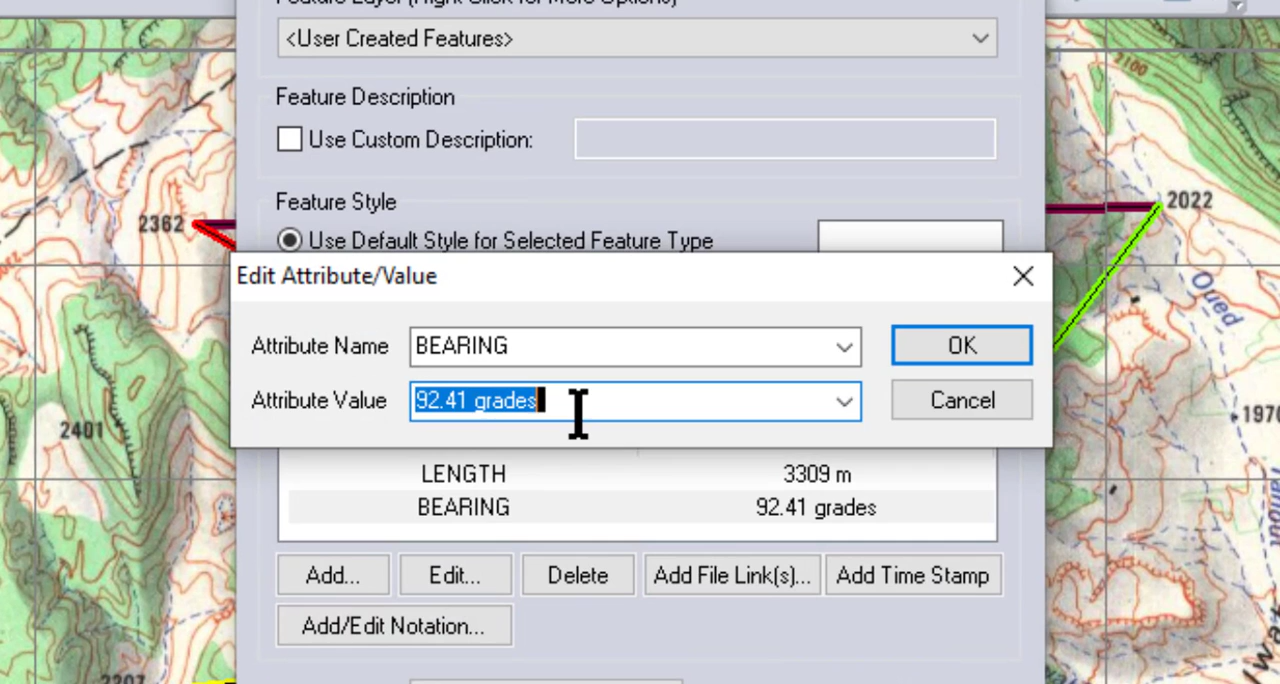 <User Created Features>
Feature Description
Use Custom Description:
Feature Style
Use Default Style for Selected Feature Type
Edit Attribute/Value
Attribute Name
BEARING
OK
Attribute Value
92.41 grades
Cancel
LENGTH 3309 m
BEARING 92.41 grades
Add... Edit... Delete Add File Link(s)... Add Time Stamp
Add/Edit Notation...
2362
2401
2100
2022
Oued